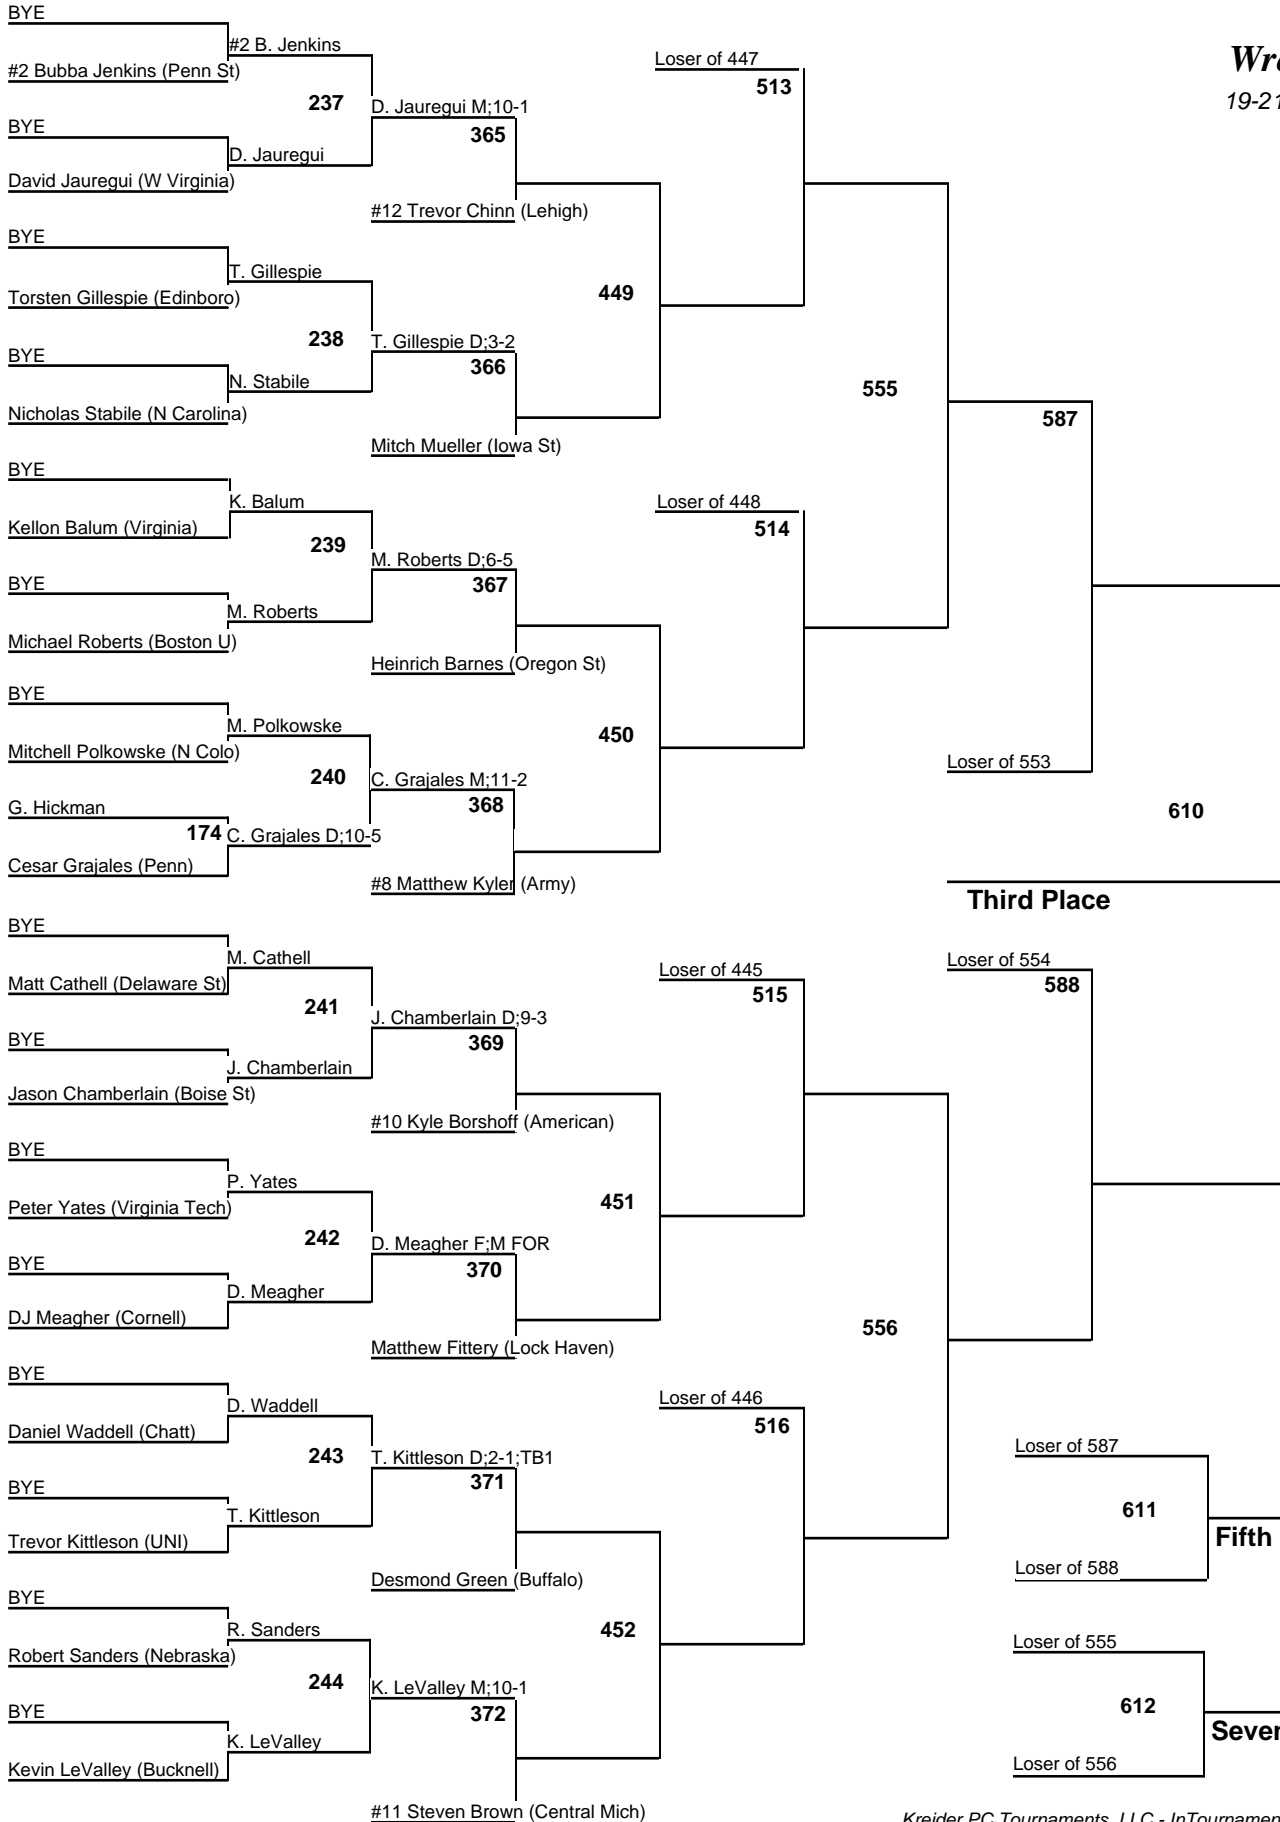 BYE
#2 B. Jenkins
#2 Bubba Jenkins (Penn St)
237
D. Jauregui M;10-1
365
BYE
D. Jauregui
David Jauregui (W Virginia)
#12 Trevor Chinn (Lehigh)
BYE
T. Gillespie
Torsten Gillespie (Edinboro)
449
238
T. Gillespie D;3-2
366
BYE
N. Stabile
Nicholas Stabile (N Carolina)
Mitch Mueller (Iowa St)
BYE
K. Balum
Kellon Balum (Virginia)
239
M. Roberts D;6-5
367
BYE
M. Roberts
Michael Roberts (Boston U)
Heinrich Barnes (Oregon St)
BYE
M. Polkowske
Mitchell Polkowske (N Colo)
450
240
C. Grajales M;11-2
368
G. Hickman
174
C. Grajales D;10-5
Cesar Grajales (Penn)
#8 Matthew Kyler (Army)
BYE
M. Cathell
Matt Cathell (Delaware St)
241
J. Chamberlain D;9-3
369
BYE
J. Chamberlain
Jason Chamberlain (Boise St)
#10 Kyle Borshoff (American)
BYE
P. Yates
Peter Yates (Virginia Tech)
451
242
D. Meagher F;M FOR
370
BYE
D. Meagher
DJ Meagher (Cornell)
Matthew Fittery (Lock Haven)
BYE
D. Waddell
Daniel Waddell (Chatt)
243
T. Kittleson D;2-1;TB1
371
BYE
T. Kittleson
Trevor Kittleson (UNI)
Desmond Green (Buffalo)
BYE
R. Sanders
Robert Sanders (Nebraska)
452
244
K. LeValley M;10-1
372
BYE
K. LeValley
Kevin LeValley (Bucknell)
#11 Steven Brown (Central Mich)
Loser of 447
513
555
587
Loser of 448
514
Loser of 553
610
Third Place
Loser of 445
515
Loser of 554
588
556
Loser of 446
516
Loser of 587
611
Fifth
Loser of 588
Loser of 555
612
Loser of 556
19-21
Kreider PC Tournaments, LLC - InTournamen